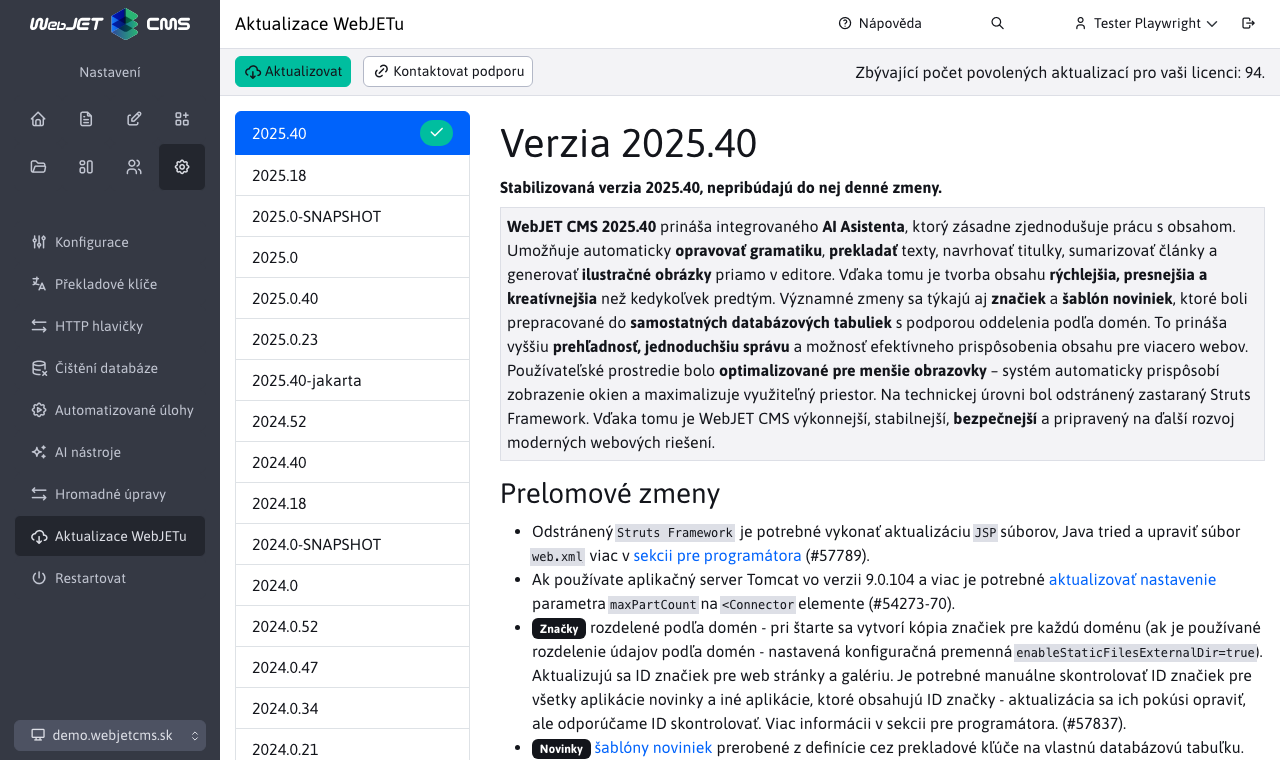 WebJET CMS
Aktualizace WebJETu
Nápověda
Tester Playwright
Nastavení
Aktualizovat
Kontaktovat podporu
Zbývající počet povolených aktualizací pro vaši licenci: 94.
Konfigurace
Překladové klíče
HTTP hlavičky
Čištění databáze
Automatizované úlohy
AI nástroje
Hromadné úpravy
Aktualizace WebJETu
Restartovat
demo.webjetcms.sk
2025.40
2025.18
2025.0-SNAPSHOT
2025.0
2025.0.40
2025.0.23
2025.40-jakarta
2024.52
2024.40
2024.18
2024.0-SNAPSHOT
2024.0
2024.0.52
2024.0.47
2024.0.34
2024.0.21
Verzia 2025.40
Stabilizovaná verzia 2025.40, nepribúdajú do nej denné zmeny.
WebJET CMS 2025.40 prináša integrovaného AI Asistenta, ktorý zásadne zjednodušuje prácu s obsahom.
Umožňuje automaticky opravovať gramatiku, prekladať texty, navrhovať titulky, sumarizovať články a
generovať ilustračné obrázky priamo v editore. Vďaka tomu je tvorba obsahu rýchlejšia, presnejšia a
kreatívnejšia než kedykoľvek predtým. Významné zmeny sa týkajú aj značiek a šablón noviniek, ktoré boli
prepracované do samostatných databázových tabuliek s podporou oddelenia podľa domén. To prináša
vyššiu prehľadnosť, jednoduchšiu správu a možnosť efektívneho prispôsobenia obsahu pre viacero webov.
Používateľské prostredie bolo optimalizované pre menšie obrazovky – systém automaticky prispôsobí
zobrazenie okien a maximalizuje využiteľný priestor. Na technickej úrovni bol odstránený zastaraný Struts
Framework. Vďaka tomu je WebJET CMS výkonnejší, stabilnejší, bezpečnejší a pripravený na ďalší rozvoj
moderných webových riešení.
Prelomové zmeny
Odstránený Struts Framework je potrebné vykonať aktualizáciu JSP súborov, Java tried a upraviť súbor
web.xml viac v sekcii pre programátora (#57789).
Ak používate aplikačný server Tomcat vo verzii 9.0.104 a viac je potrebné aktualizovať nastavenie
parametra maxPartCount na <Connector elemente (#54273-70).
Značky rozdelené podľa domén - pri štarte sa vytvorí kópia značiek pre každú doménu (ak je používané
rozdelenie údajov podľa domén - nastavená konfiguračná premenná enableStaticFilesExternalDir=true).
Aktualizujú sa ID značiek pre web stránky a galériu. Je potrebné manuálne skontrolovať ID značiek pre
všetky aplikácie novinky a iné aplikácie, ktoré obsahujú ID značky - aktualizácia sa ich pokúsi opraviť,
ale odporúčame ID skontrolovať. Viac informácii v sekcii pre programátora. (#57837).
Novinky šablóny noviniek prerobené z definície cez prekladové kľúče na vlastnú databázovú tabuľku.